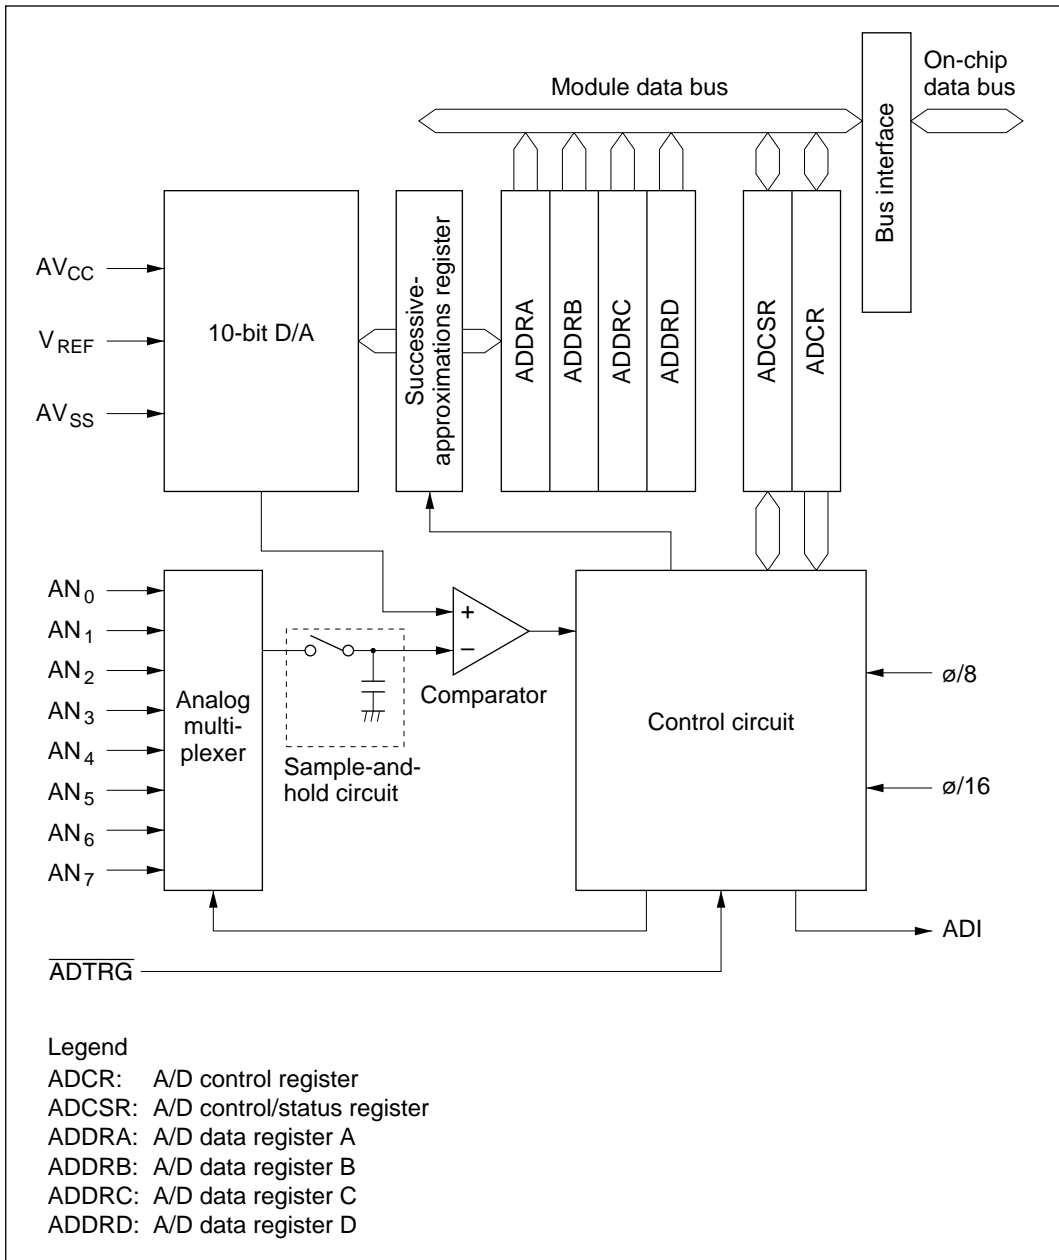 On-chip
data bus
Module data bus
Bus interface
AVCC
VREF
AVSS
10-bit D/A
Successive-
approximations register
ADDRA
ADDRB
ADDRC
ADDRD
ADCSR
ADCR
AN0
AN1
AN2
AN3
AN4
AN5
AN6
AN7
Analog
multi-
plexer
Sample-and-
hold circuit
+
−
Comparator
Control circuit
ø/8
ø/16
ADI
ADTRG
Legend
ADCR: A/D control register
ADCSR: A/D control/status register
ADDRA: A/D data register A
ADDRB: A/D data register B
ADDRC: A/D data register C
ADDRD: A/D data register D